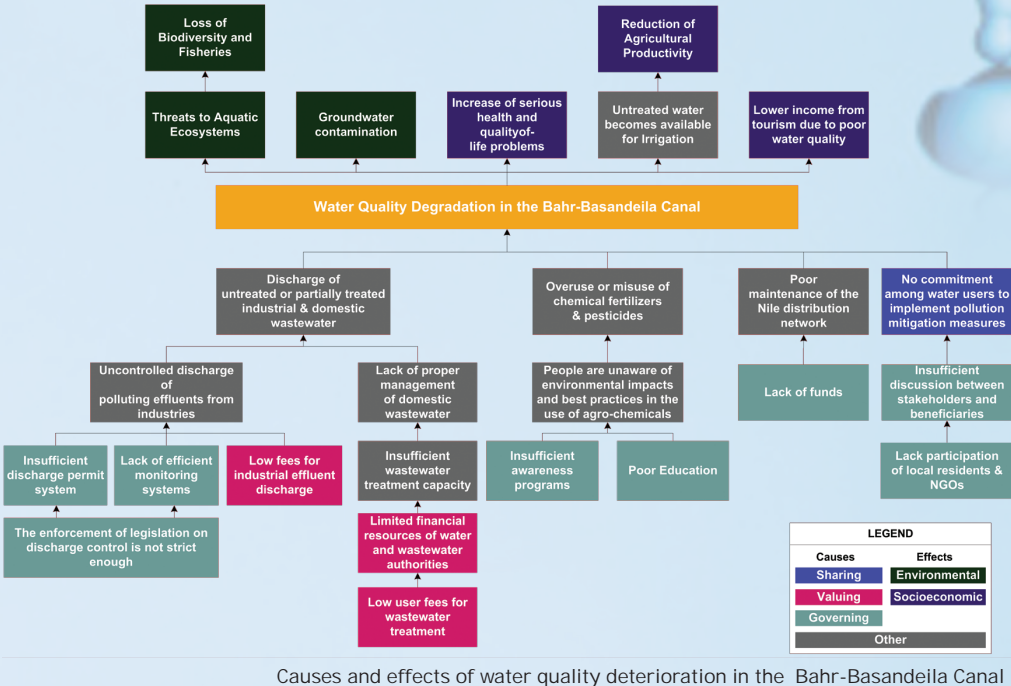 Loss of
Biodiversity and
Fisheries
Reduction of
Agricultural
Productivity
Threats to Aquatic
Ecosystems
Groundwater
contamination
Increase of serious
health and
qualityof-
life problems
Untreated water
becomes available
for Irrigation
Lower income from
tourism due to poor
water quality
Water Quality Degradation in the Bahr-Basandeila Canal
Discharge of
untreated or partially treated
industrial & domestic
wastewater
Overuse or misuse of
chemical fertilizers
& pesticides
Poor
maintenance of the
Nile distribution
network
No commitment
among water users to
implement pollution
mitigation measures
Uncontrolled discharge
of
polluting effluents from
industries
Lack of proper
management
of domestic
wastewater
People are unaware of
environmental impacts
and best practices in the
use of agro-chemicals
Lack of funds
Insufficient
discussion between
stakeholders and
beneficiaries
Insufficient
discharge permit
system
Lack of efficient
monitoring
systems
Low fees for
industrial effluent
discharge
Insufficient
wastewater
treatment capacity
Insufficient
awareness
programs
Poor Education
Lack participation
of local residents &
NGOs
The enforcement of legislation on
discharge control is not strict
enough
Limited financial
resources of water
and wastewater
authorities
Low user fees for
wastewater
treatment
LEGEND
Causes Effects
Sharing Environmental
Valuing Socioeconomic
Governing
Other
Causes and effects of water quality deterioration in the Bahr-Basandeila Canal